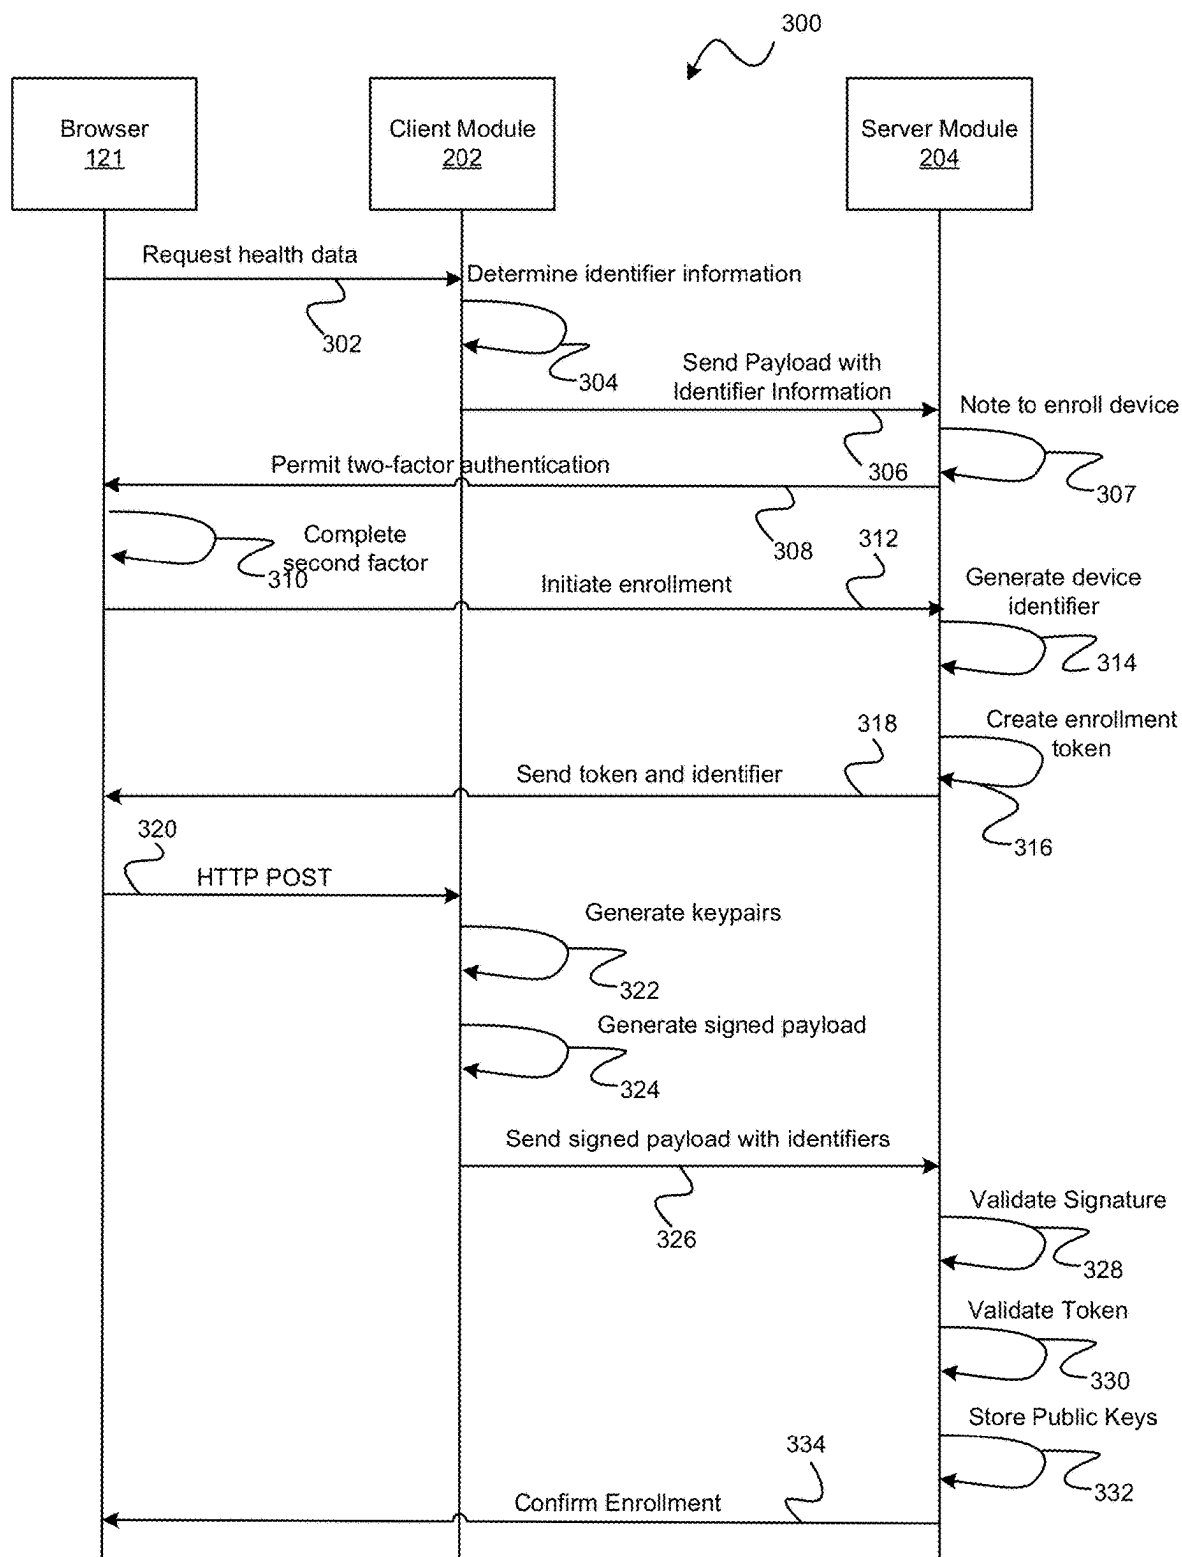 300
Browser
121
Client Module
202
Server Module
204
Request health data
302
Determine identifier information
304
Send Payload with
Identifier Information
306
Note to enroll device
307
Permit two-factor authentication
308
Complete
second factor
310
312
Initiate enrollment
Generate device
identifier
314
Create enrollment
token
316
318
Send token and identifier
320
HTTP POST
Generate keypairs
322
Generate signed payload
324
Send signed payload with identifiers
326
Validate Signature
328
Validate Token
330
Store Public Keys
332
334
Confirm Enrollment